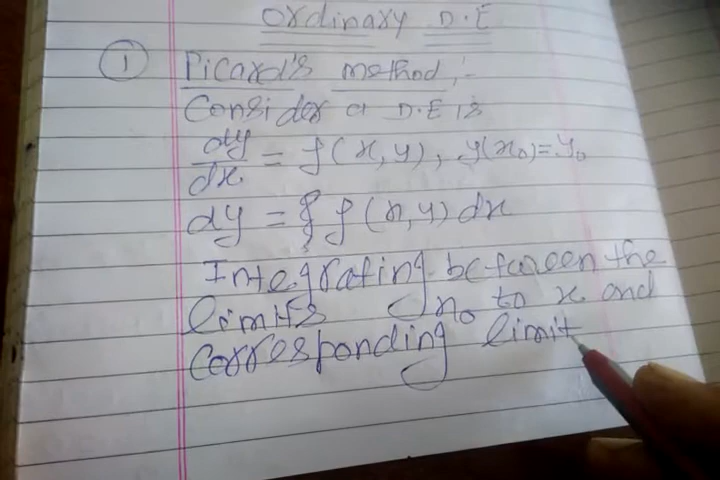 Ordinary D.E
① Picard's method :-
Consider a D.E is
dy/dx = f(x, y), y(x₀) = y₀
dy = f(x, y) dx
Integrating between the
limits x₀ to x and
corresponding limit